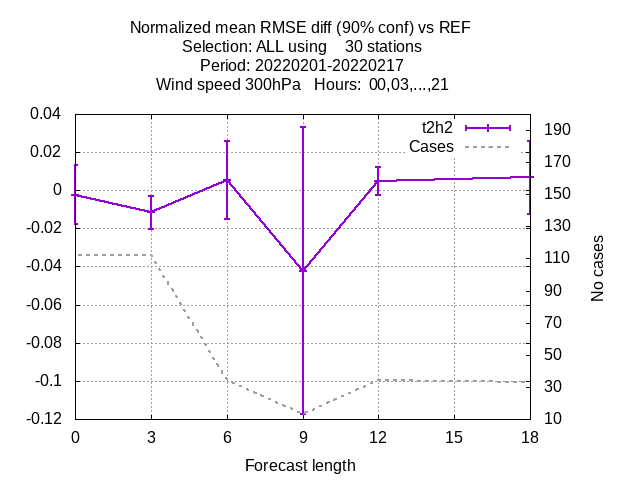 Normalized mean RMSE diff (90% conf) vs REF
Selection: ALL using    30 stations
Period: 20220201-20220217
Wind speed 300hPa   Hours:  00,03,...,21
t2h2
Cases
0.04
0.02
0
-0.02
-0.04
-0.06
-0.08
-0.1
-0.12
190
170
150
130
110
90
70
50
30
10
No cases
0 3 6 9 12 15 18
Forecast length